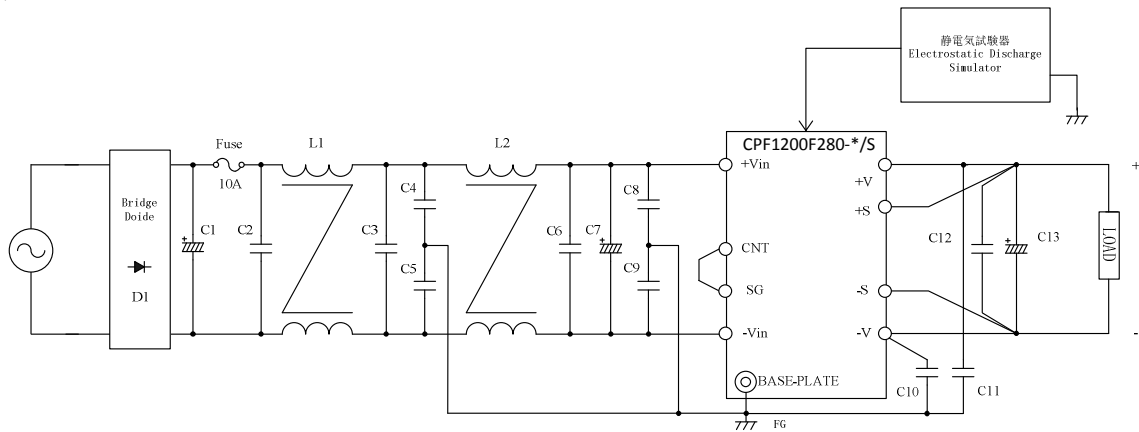 静電気試験器
Electrostatic Discharge
Simulator
CPF1200F280-*/S
Fuse
10A
L1
L2
+Vin
+V
+S
Bridge
Doide
D1
+
C1
C2
C3
C4
C5
C6
C7
+
C8
C9
CNT
SG
-Vin
-S
-V
C12
+
C13
LOAD
+
-
BASE-PLATE
C10
C11
FG